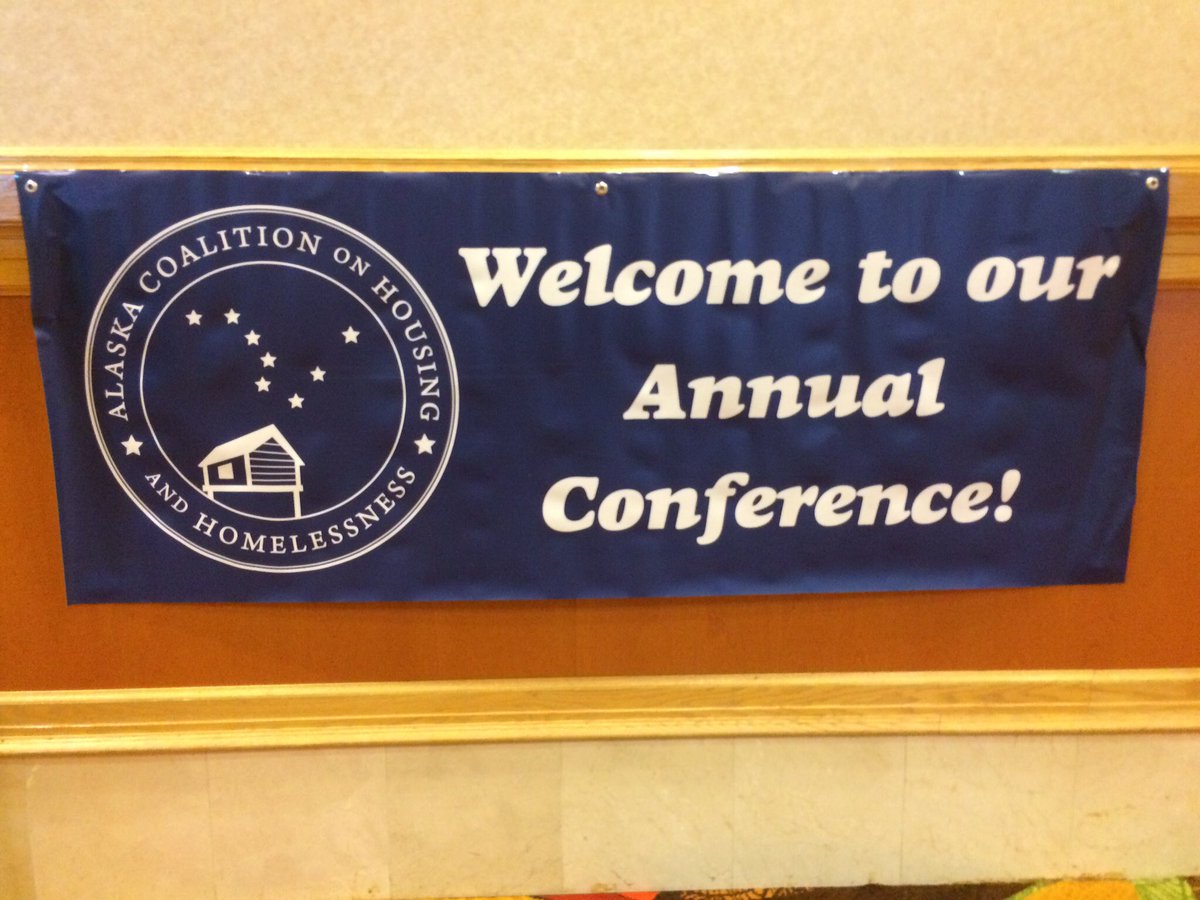 ALASKA COALITION ON HOUSING
AND HOMELESSNESS
Welcome to our
Annual
Conference!